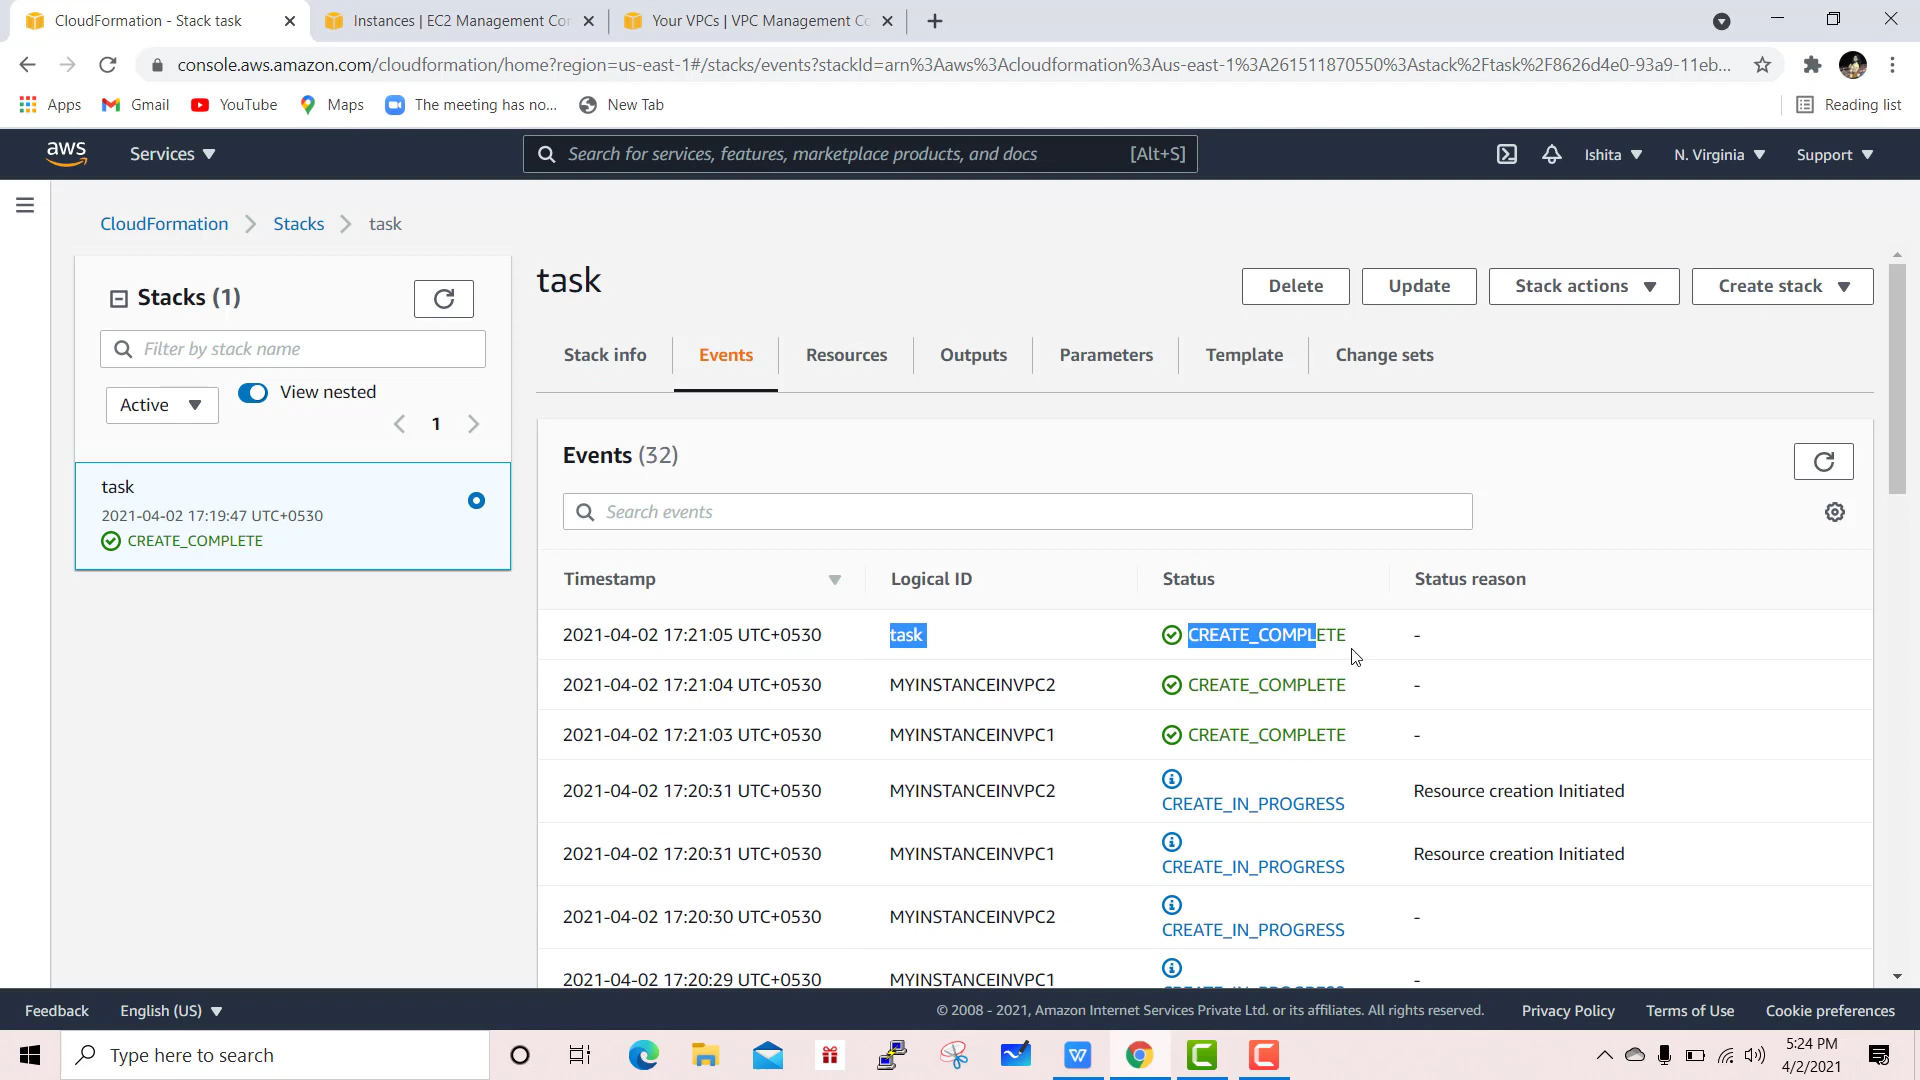 CloudFormation - Stack task
Instances | EC2 Management Con
Your VPCs | VPC Management Co
console.aws.amazon.com/cloudformation/home?region=us-east-1#/stacks/events?stackId=arn%3Aaws%3Acloudformation%3Aus-east-1%3A261511870550%3Astack%2Ftask%2F8626d4e0-93a9-11eb...
Apps Gmail YouTube Maps The meeting has no... New Tab Reading list
aws Services Search for services, features, marketplace products, and docs [Alt+S] Ishita N. Virginia Support
CloudFormation Stacks task
Stacks (1)
Filter by stack name
Active View nested
1
task
2021-04-02 17:19:47 UTC+0530
CREATE_COMPLETE
task
Delete Update Stack actions Create stack
Stack info Events Resources Outputs Parameters Template Change sets
Events (32)
Search events
Timestamp Logical ID Status Status reason
2021-04-02 17:21:05 UTC+0530 task CREATE_COMPLETE -
2021-04-02 17:21:04 UTC+0530 MYINSTANCEINVPC2 CREATE_COMPLETE -
2021-04-02 17:21:03 UTC+0530 MYINSTANCEINVPC1 CREATE_COMPLETE -
2021-04-02 17:20:31 UTC+0530 MYINSTANCEINVPC2 CREATE_IN_PROGRESS Resource creation Initiated
2021-04-02 17:20:31 UTC+0530 MYINSTANCEINVPC1 CREATE_IN_PROGRESS Resource creation Initiated
2021-04-02 17:20:30 UTC+0530 MYINSTANCEINVPC2 CREATE_IN_PROGRESS -
2021-04-02 17:20:29 UTC+0530 MYINSTANCEINVPC1 -
Feedback English (US) © 2008 - 2021, Amazon Internet Services Private Ltd. or its affiliates. All rights reserved. Privacy Policy Terms of Use Cookie preferences
Type here to search
5:24 PM
4/2/2021